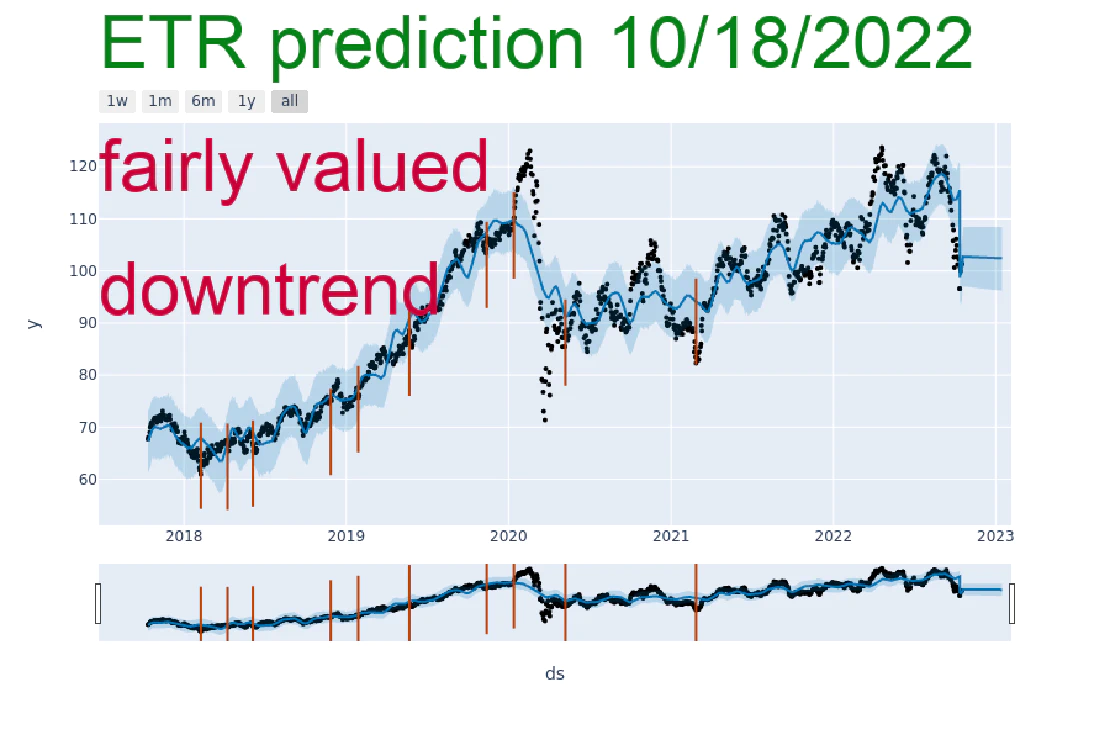 ETR prediction 10/18/2022
1w 1m 6m 1y all
fairly valued
downtrend
120
110
100
90
80
70
60
y
2018 2019 2020 2021 2022 2023
ds